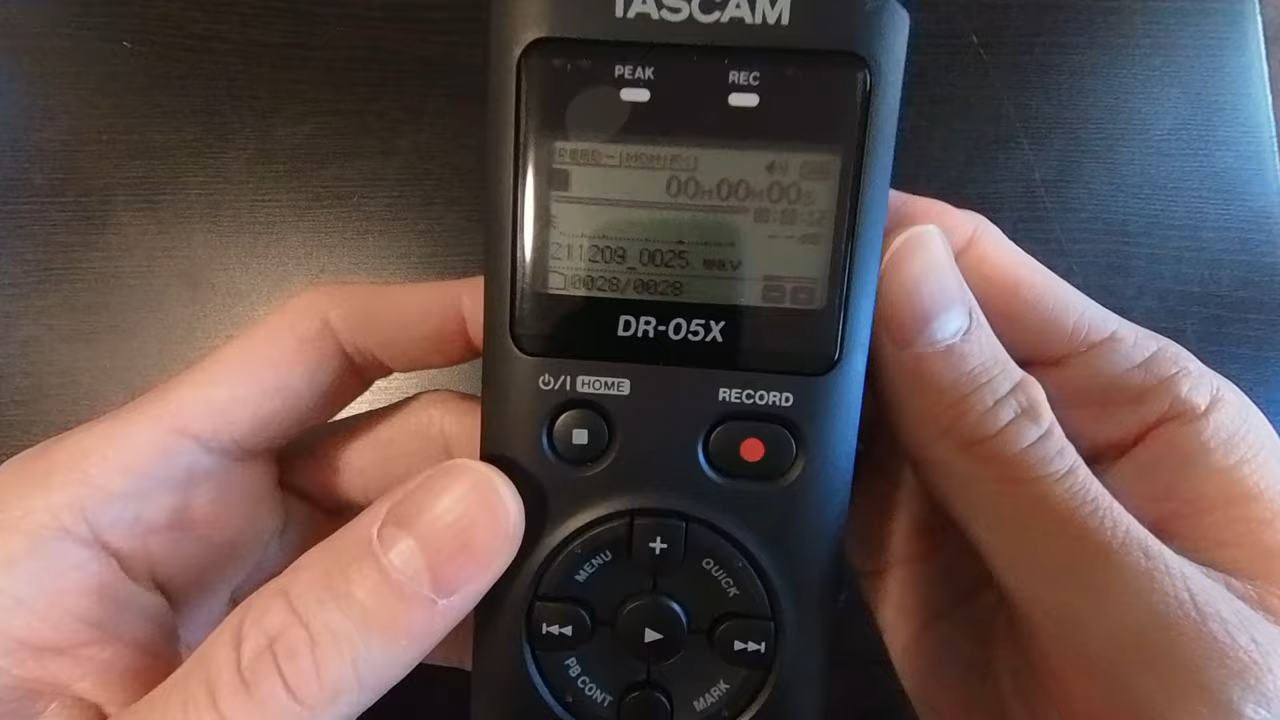 TASCAM
PEAK REC
00H00M00S
211209_0025.wav
0028/0028
DR-05X
HOME
RECORD
MENU
QUICK
PB CONT
MARK